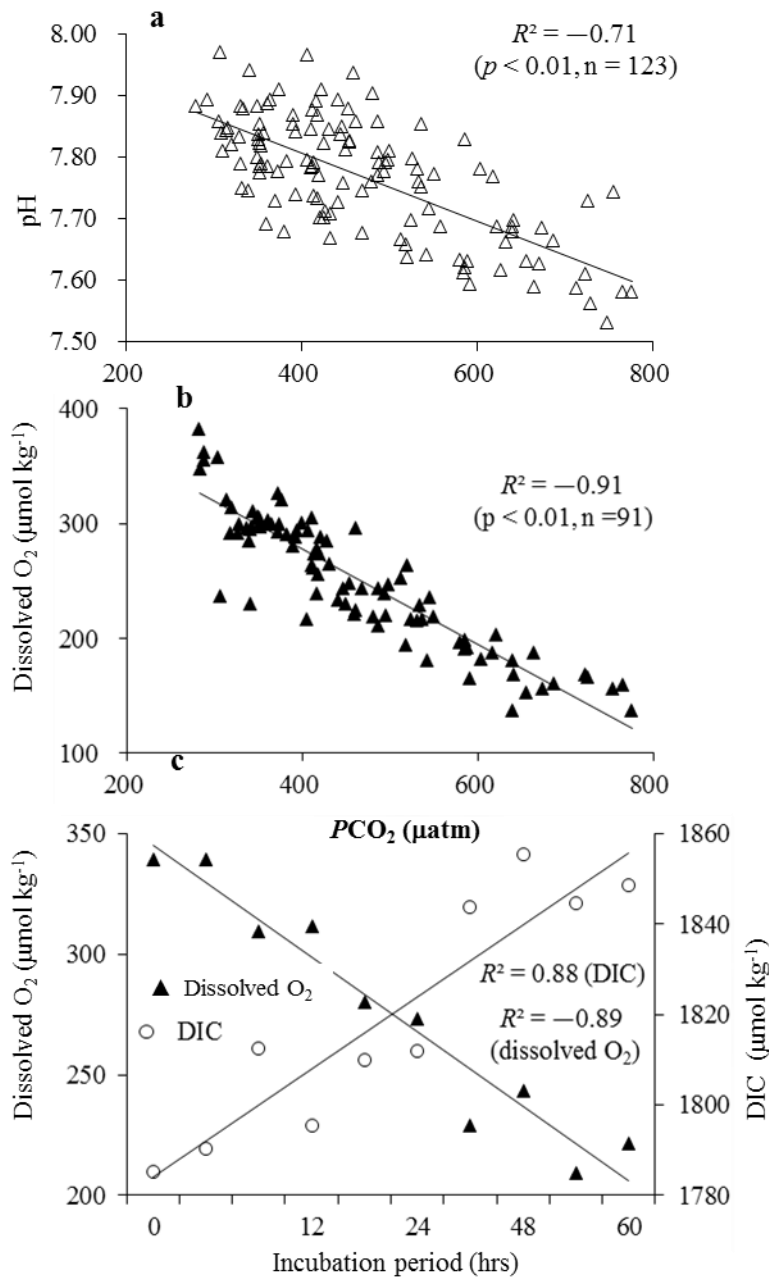 a
R² = —0.71
(p < 0.01, n = 123)
8.00
7.90
7.80
7.70
7.60
7.50
pH
200
400
600
800
b
R² = —0.91
(p < 0.01, n =91)
400
300
200
100
Dissolved O₂ (µmol kg⁻¹)
200
400
600
800
c
PCO₂ (µatm)
350
300
250
200
Dissolved O₂ (µmol kg⁻¹)
1860
1840
1820
1800
1780
DIC (µmol kg⁻¹)
R² = 0.88 (DIC)
Dissolved O₂
R² = —0.89
(dissolved O₂)
DIC
0
12
24
48
60
Incubation period (hrs)